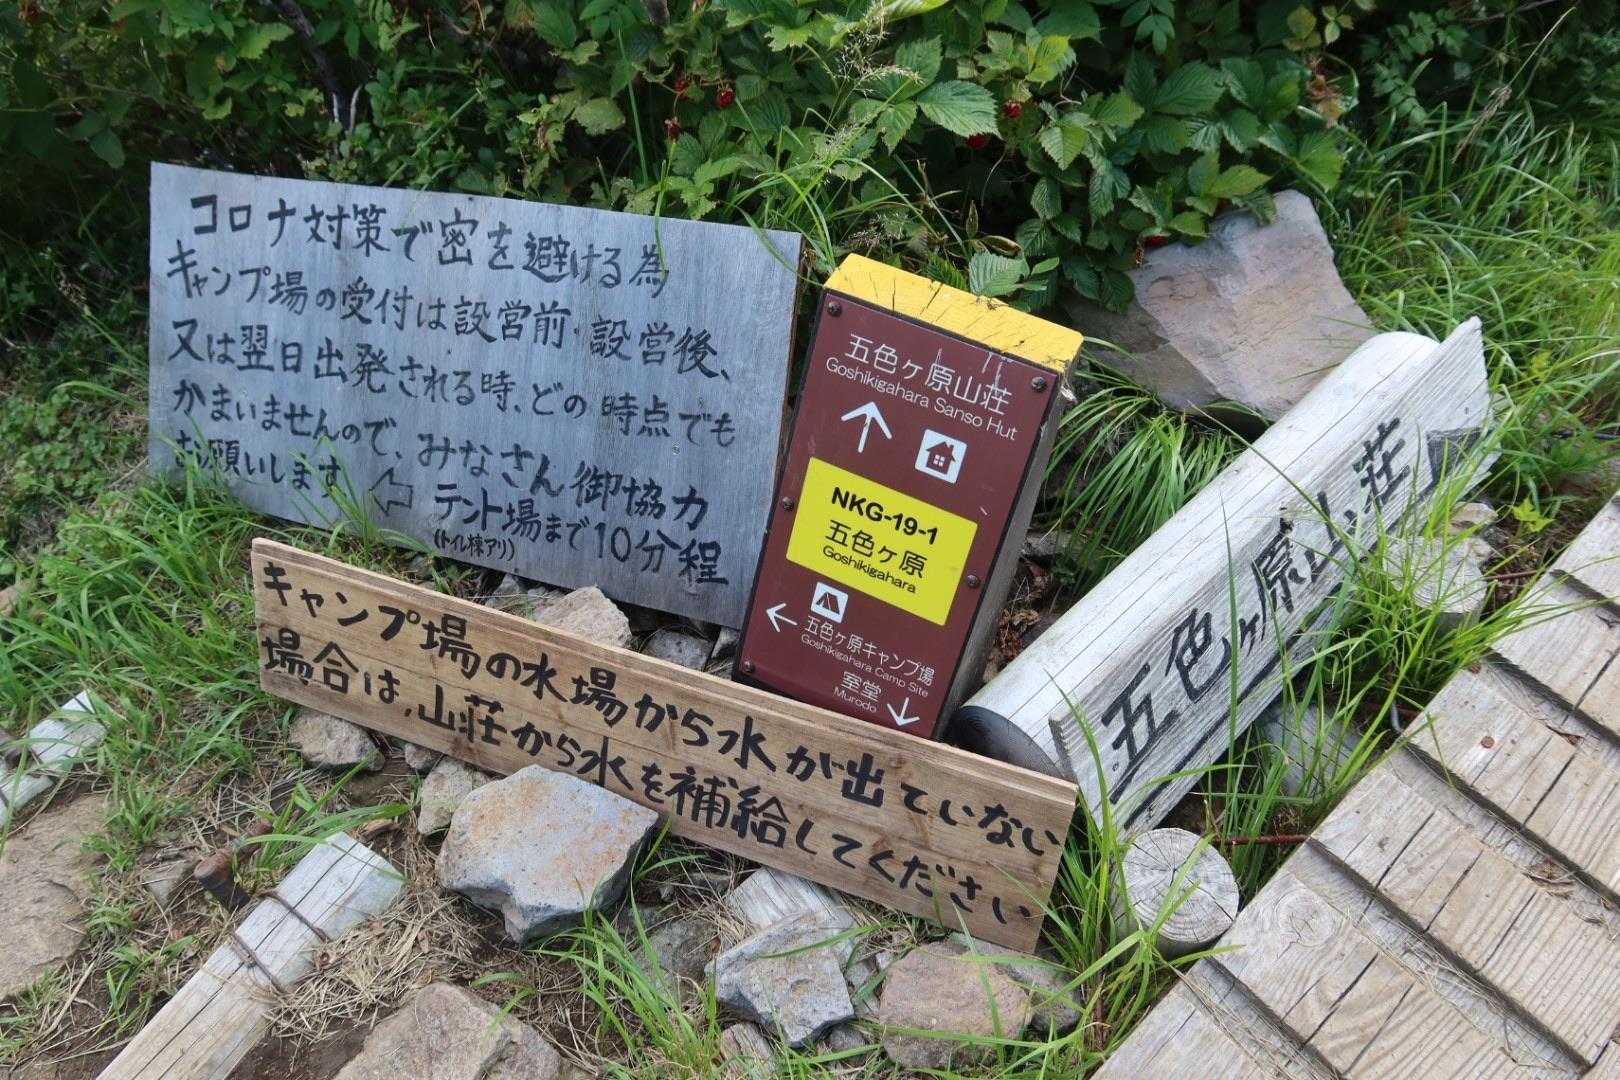 コロナ対策で密を避ける為
キャンプ場の受付は設営前・設営後、
又は翌日出発される時、どの時点でも
かまいませんので、みなさん御協力
お願いします ⇦ テント場まで10分程
(トイレ棟アリ)
五色ヶ原山荘
Goshikigahara Sanso Hut
↑
NKG-19-1
五色ヶ原
Goshikigahara
← 五色ヶ原キャンプ場
Goshikigahara Camp Site
室堂
Murodo ↓
キャンプ場の水場から水が出ていない
場合は、山荘から水を補給してください
五色ヶ原山荘